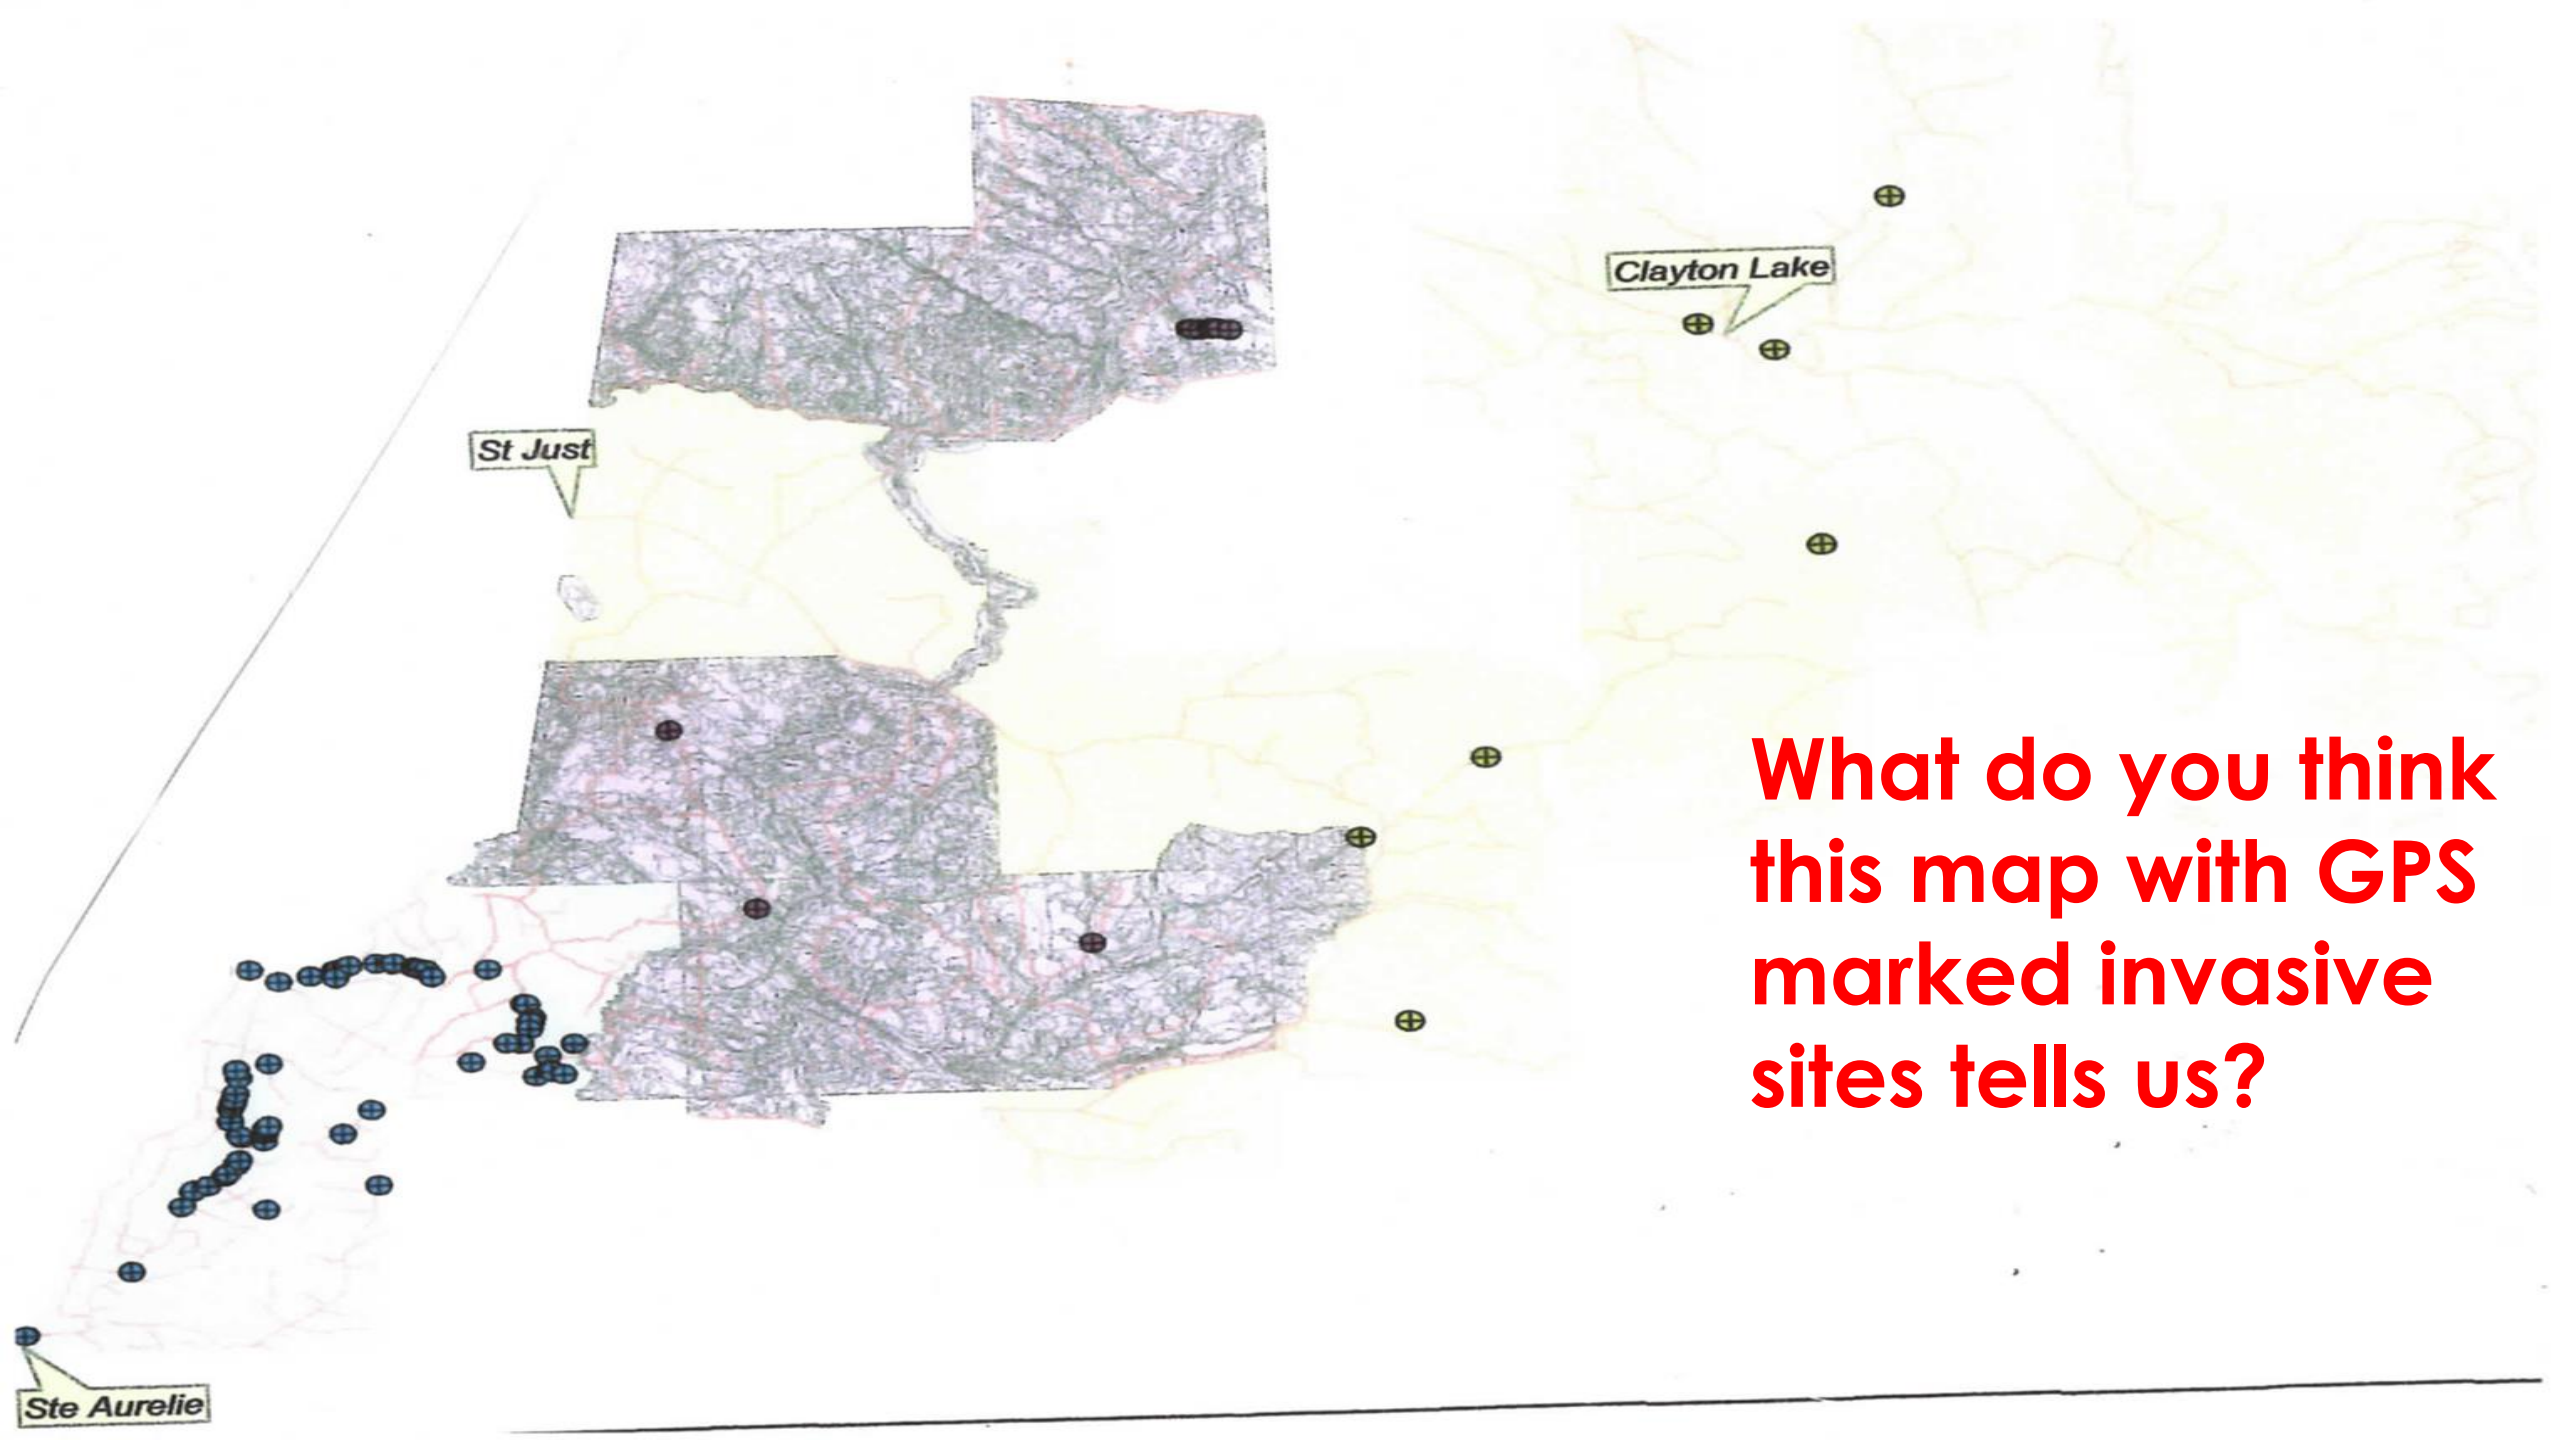 Clayton Lake
St Just
What do you think
this map with GPS
marked invasive
sites tells us?
Ste Aurelie